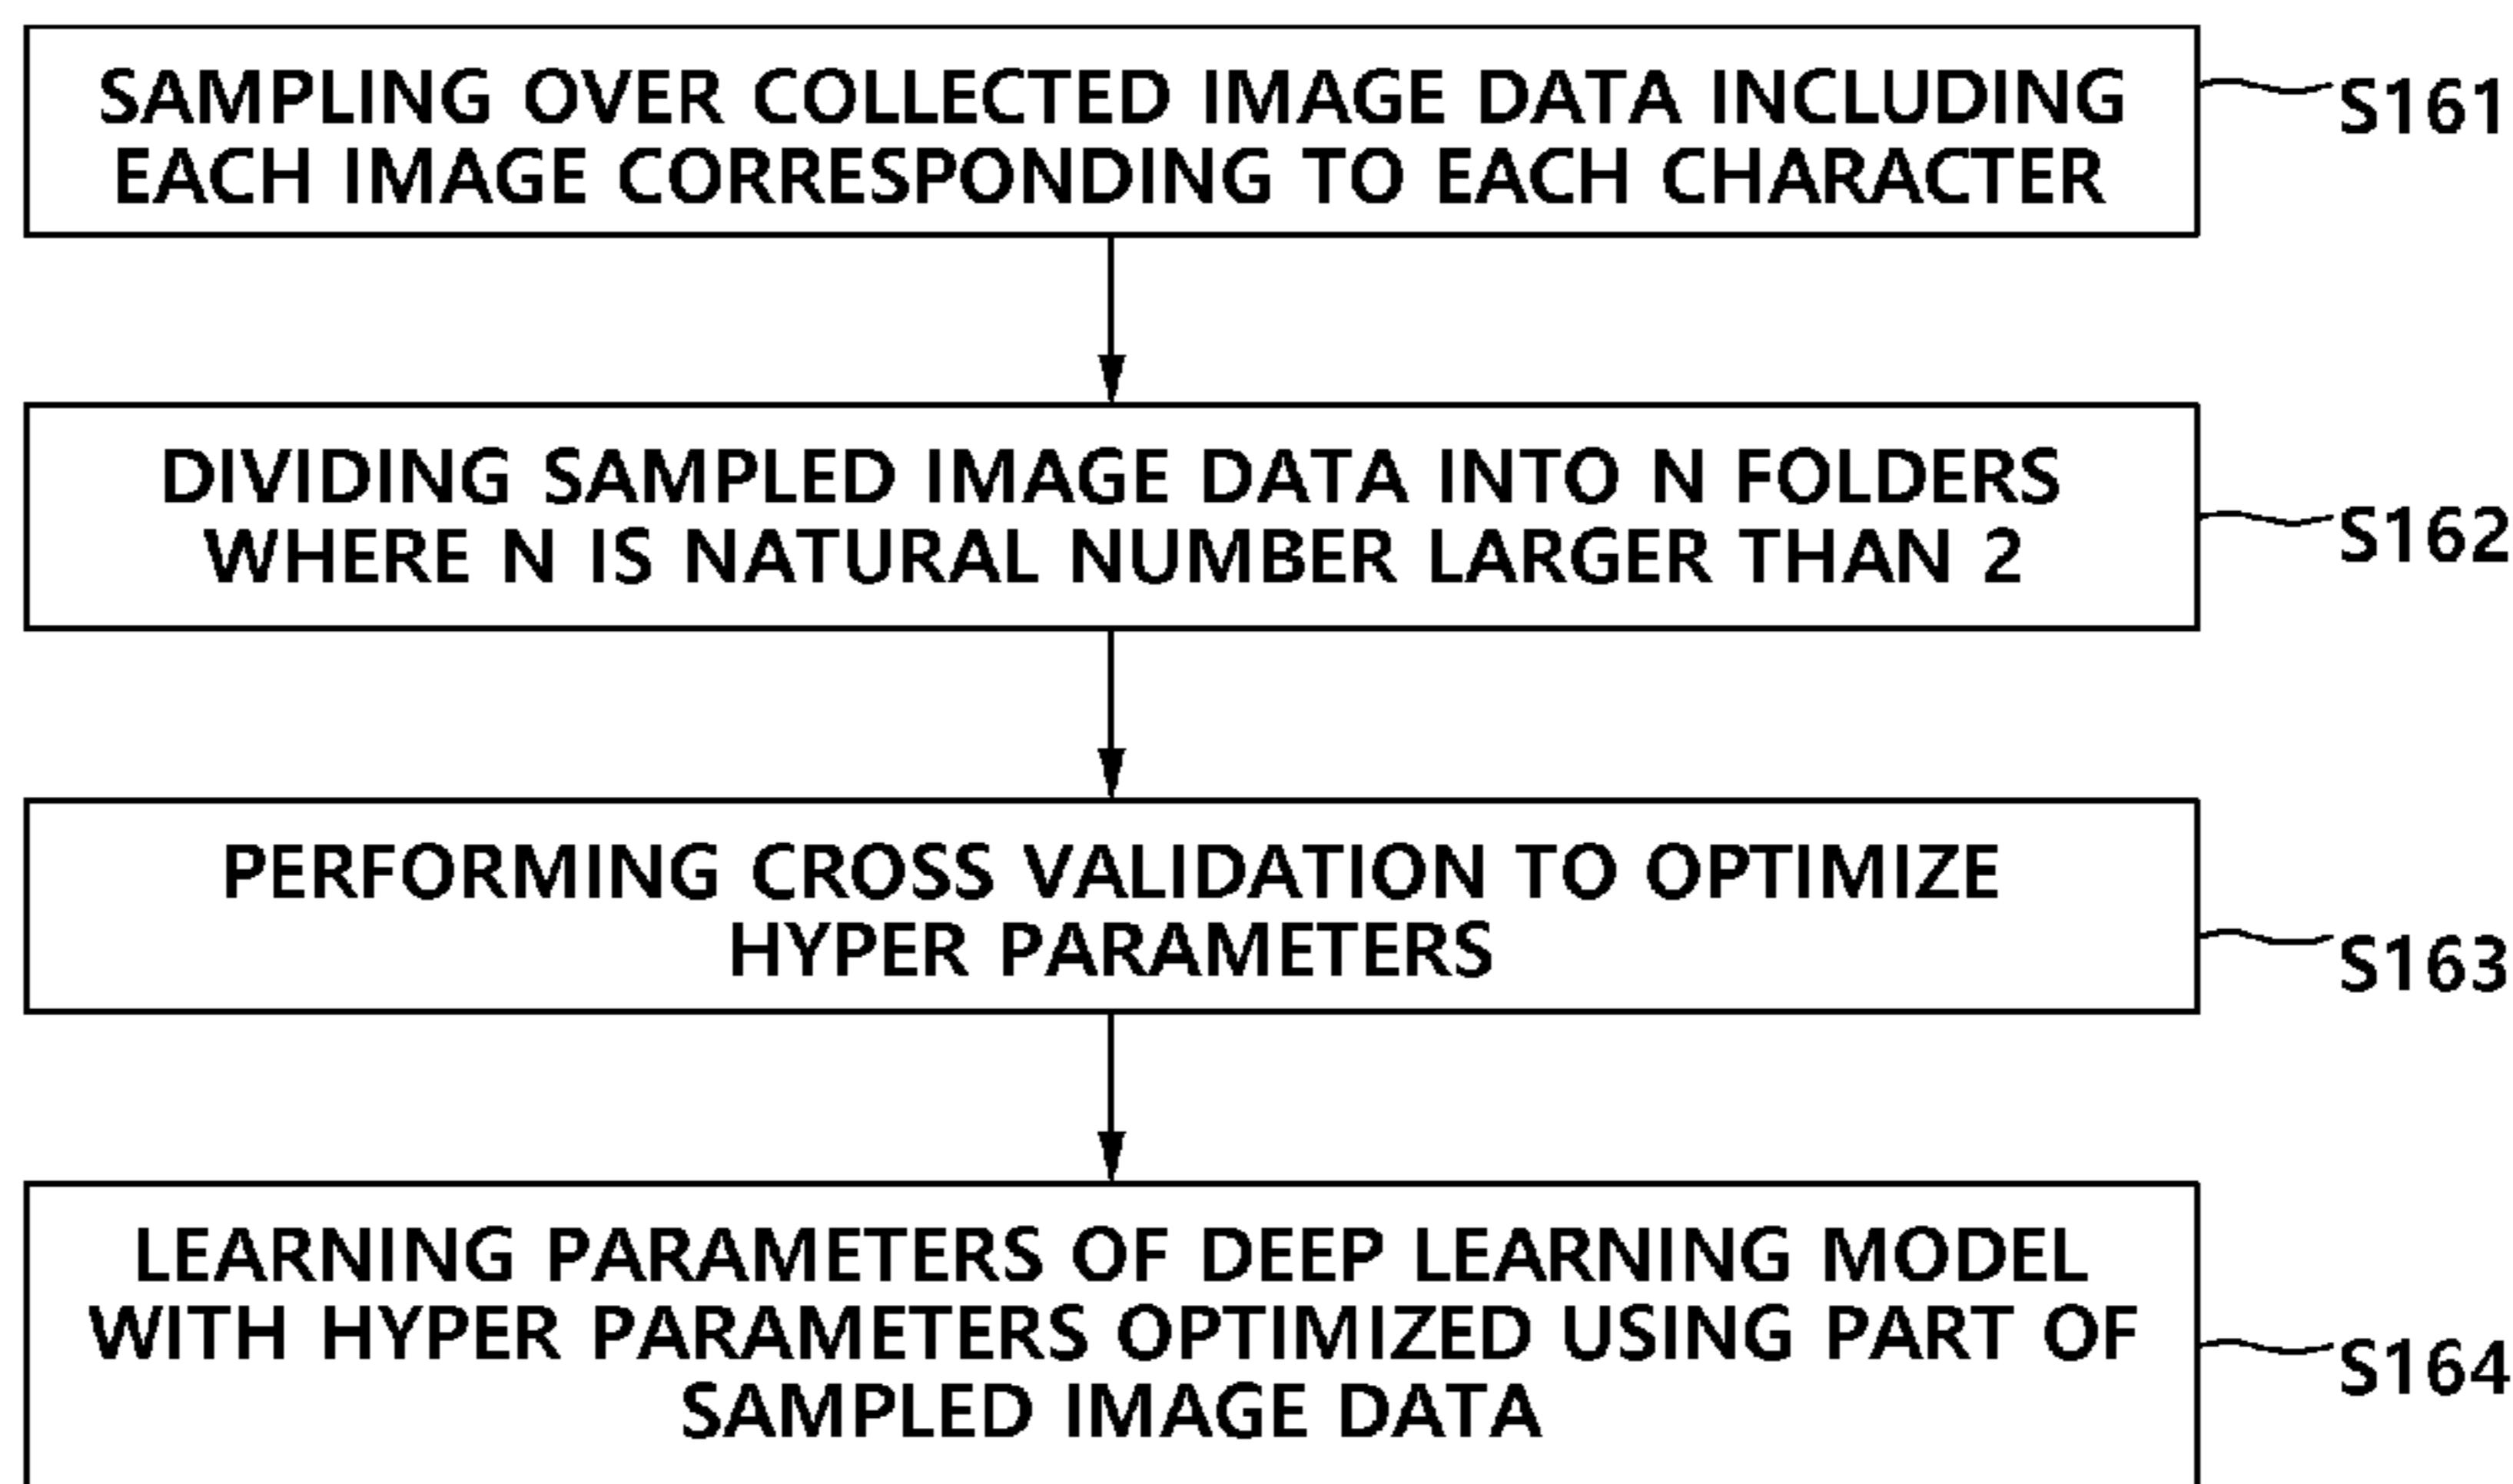 SAMPLING OVER COLLECTED IMAGE DATA INCLUDING
EACH IMAGE CORRESPONDING TO EACH CHARACTER
S161
DIVIDING SAMPLED IMAGE DATA INTO N FOLDERS
WHERE N IS NATURAL NUMBER LARGER THAN 2
S162
PERFORMING CROSS VALIDATION TO OPTIMIZE
HYPER PARAMETERS
S163
LEARNING PARAMETERS OF DEEP LEARNING MODEL
WITH HYPER PARAMETERS OPTIMIZED USING PART OF
SAMPLED IMAGE DATA
S164